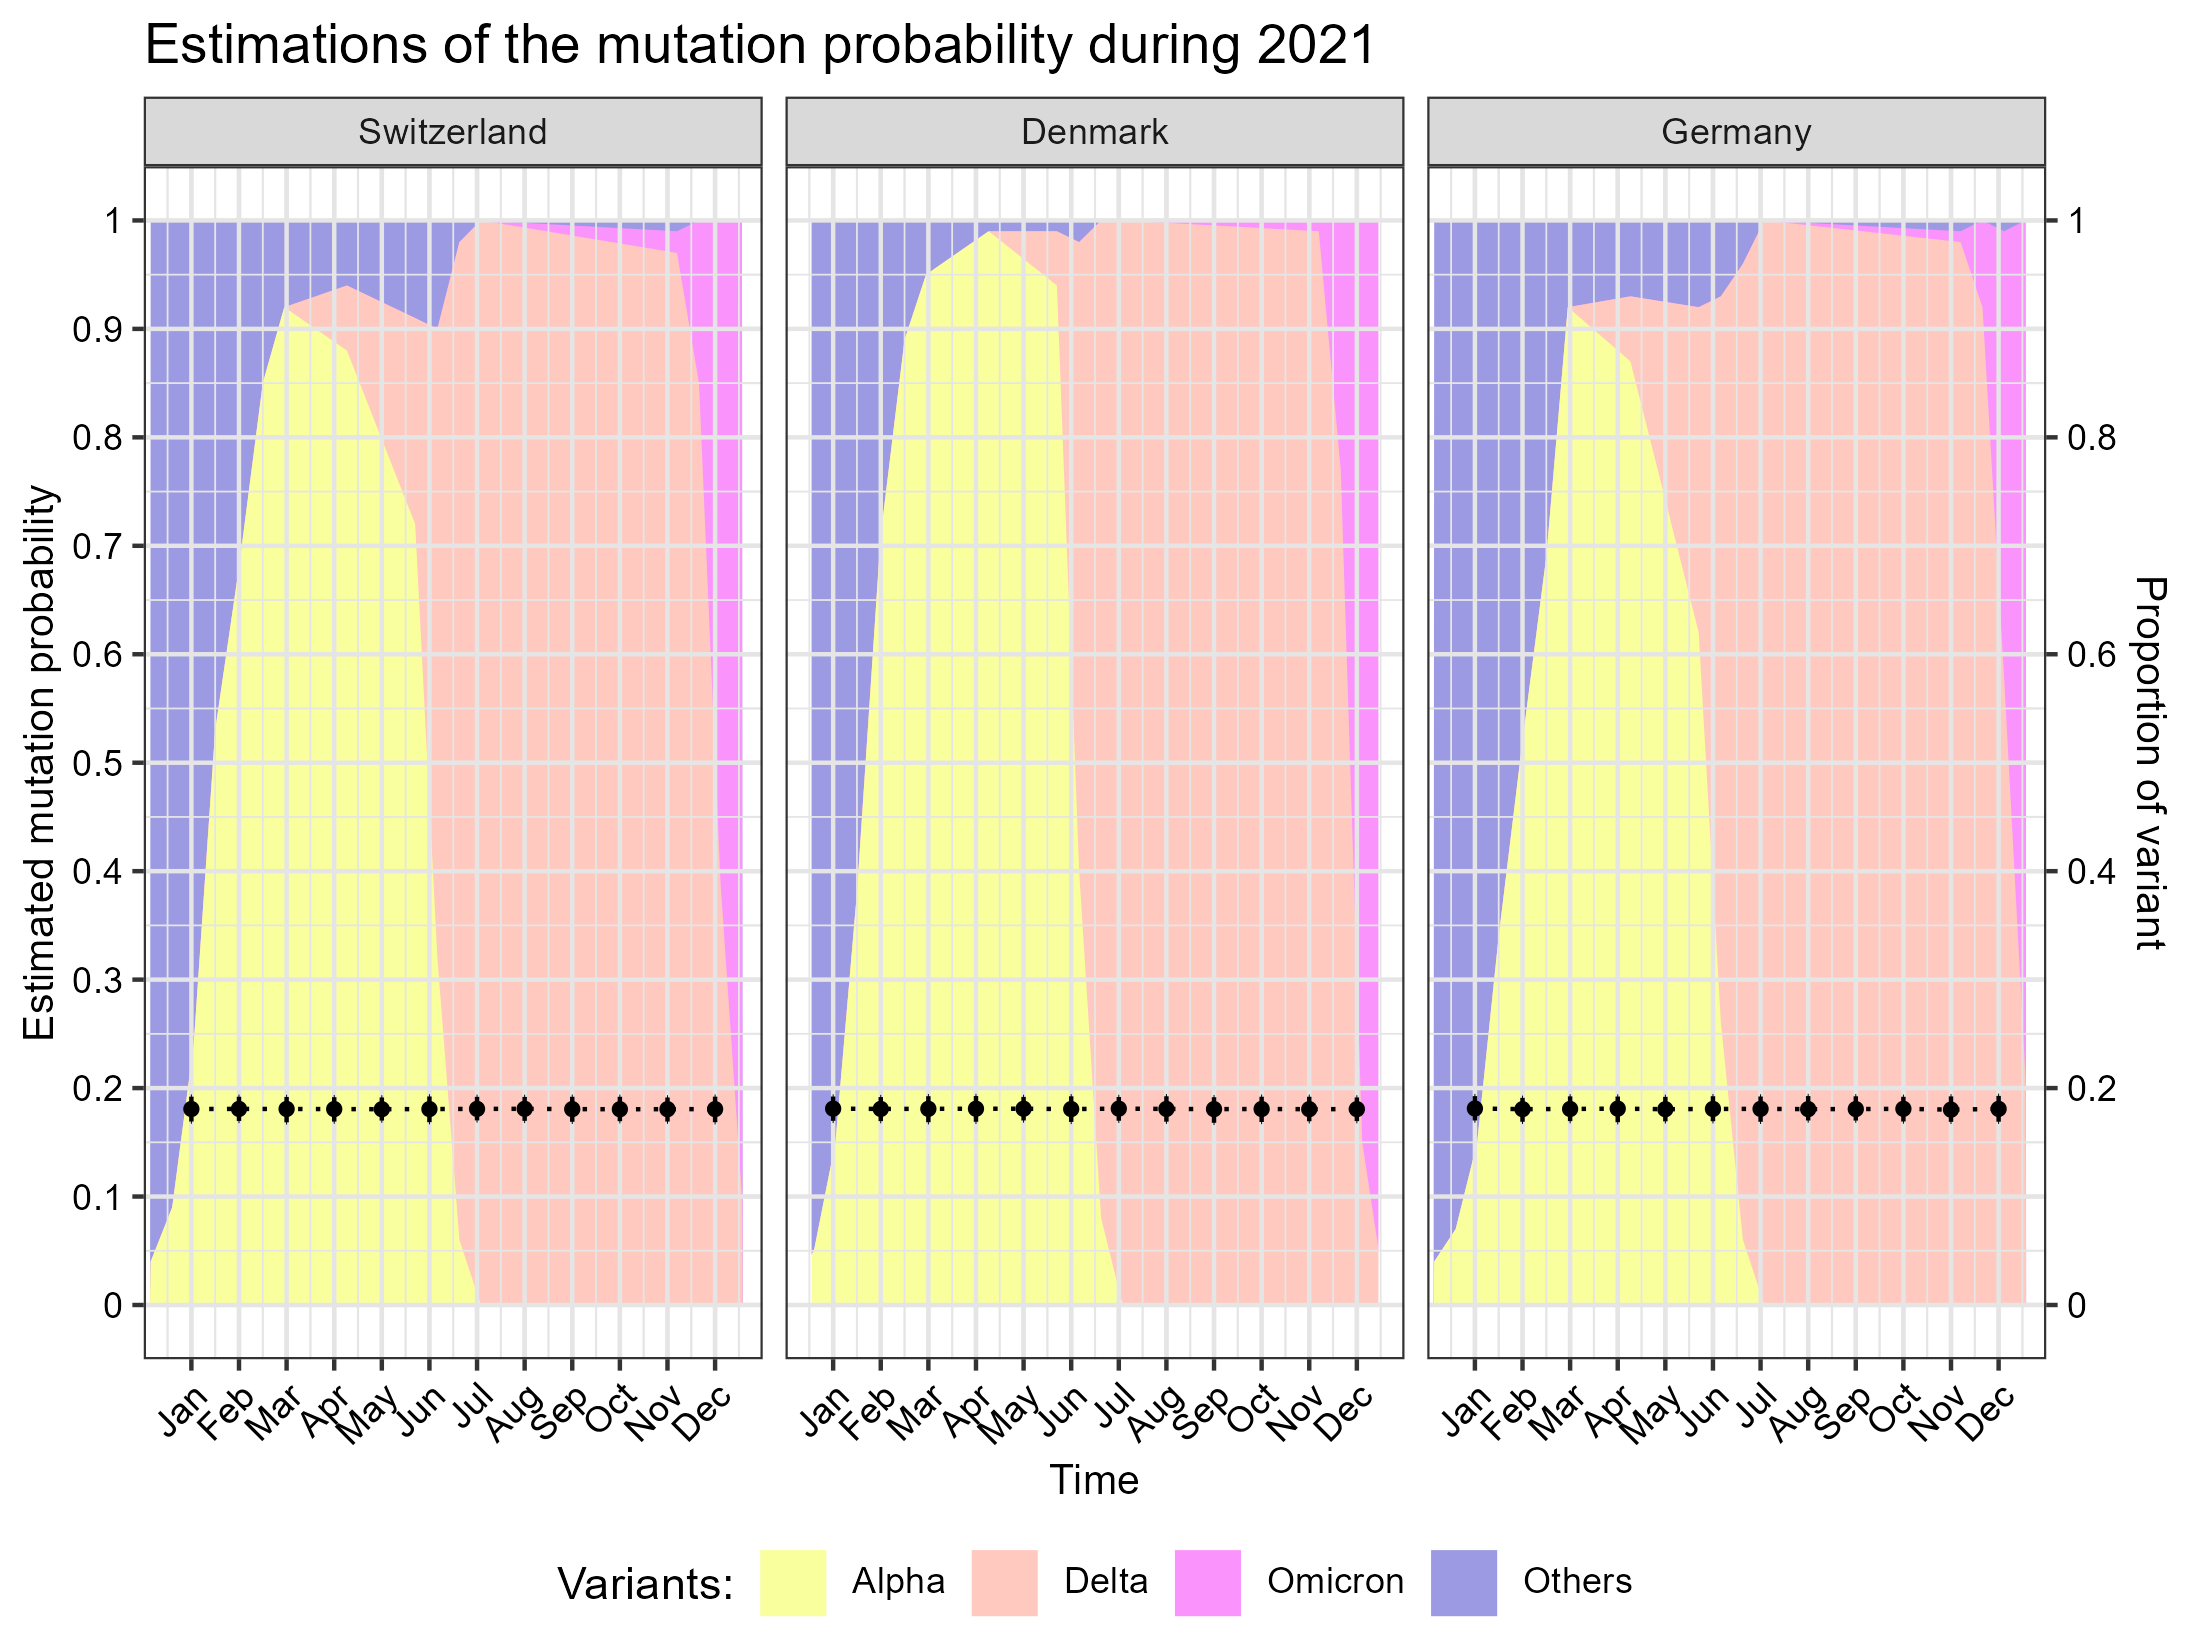 Estimations of the mutation probability during 2021
Switzerland Denmark Germany
Estimated mutation probability
1
0.9
0.8
0.7
0.6
0.5
0.4
0.3
0.2
0.1
0
1
0.8
0.6
0.4
0.2
0
Proportion of variant
Jan Feb Mar Apr May Jun Jul Aug Sep Oct Nov Dec
Jan Feb Mar Apr May Jun Jul Aug Sep Oct Nov Dec
Jan Feb Mar Apr May Jun Jul Aug Sep Oct Nov Dec
Time
Variants: Alpha Delta Omicron Others